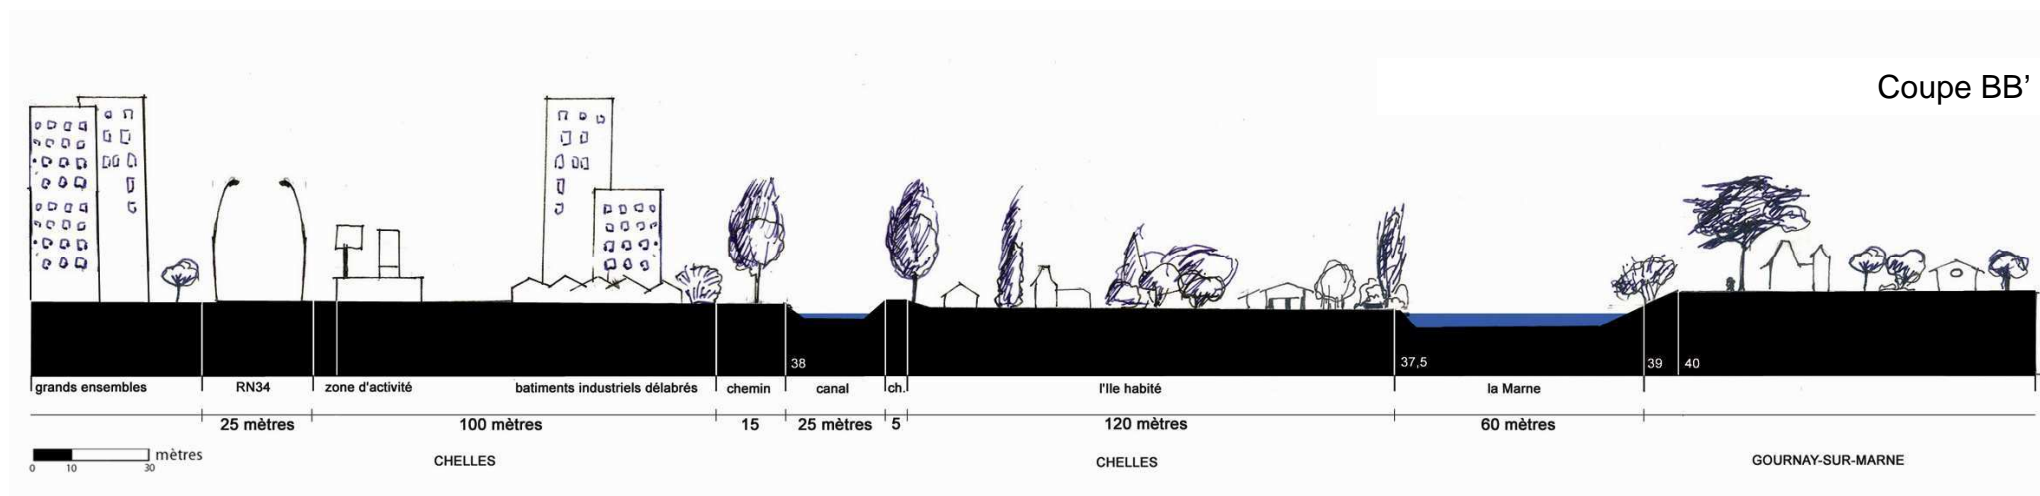 Coupe BB’
38
37,5
39
40
grands ensembles
RN34
zone d'activité
batiments industriels délabrés
chemin
canal
ch.
l'Ile habité
la Marne
25 mètres
100 mètres
15
25 mètres
5
120 mètres
60 mètres
mètres
0 10 30
CHELLES
CHELLES
GOURNAY-SUR-MARNE